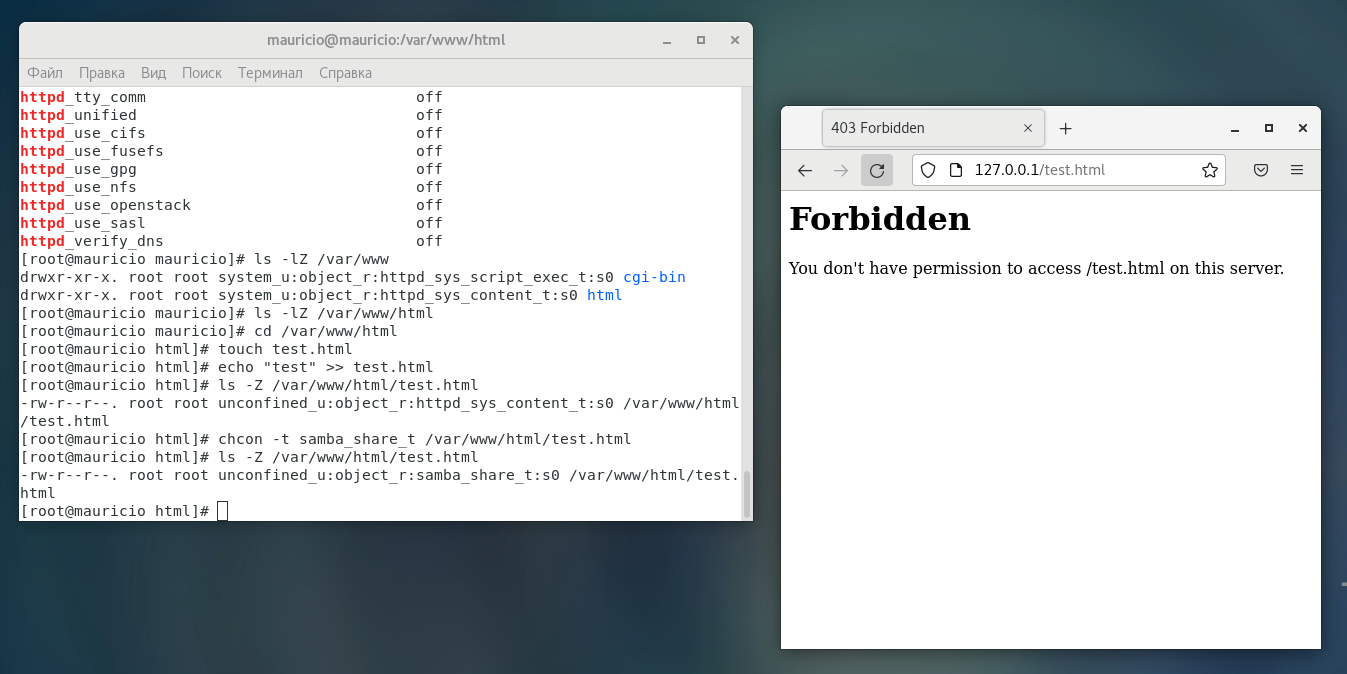 mauricio@mauricio:/var/www/html
Файл Правка Вид Поиск Терминал Справка
httpd_tty_comm off
httpd_unified off
httpd_use_cifs off
httpd_use_fusefs off
httpd_use_gpg off
httpd_use_nfs off
httpd_use_openstack off
httpd_use_sasl off
httpd_verify_dns off
[root@mauricio mauricio]# ls -lZ /var/www
drwxr-xr-x. root root system_u:object_r:httpd_sys_script_exec_t:s0 cgi-bin
drwxr-xr-x. root root system_u:object_r:httpd_sys_content_t:s0 html
[root@mauricio mauricio]# ls -lZ /var/www/html
[root@mauricio mauricio]# cd /var/www/html
[root@mauricio html]# touch test.html
[root@mauricio html]# echo "test" >> test.html
[root@mauricio html]# ls -Z /var/www/html/test.html
-rw-r--r--. root root unconfined_u:object_r:httpd_sys_content_t:s0 /var/www/html
/test.html
[root@mauricio html]# chcon -t samba_share_t /var/www/html/test.html
[root@mauricio html]# ls -Z /var/www/html/test.html
-rw-r--r--. root root unconfined_u:object_r:samba_share_t:s0 /var/www/html/test.
html
[root@mauricio html]#
403 Forbidden
127.0.0.1/test.html
Forbidden
You don't have permission to access /test.html on this server.